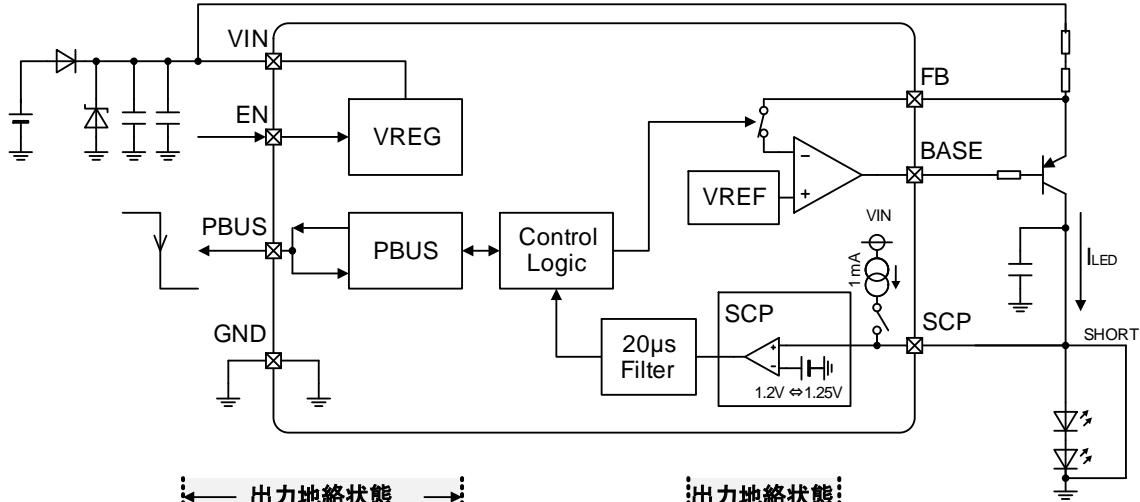 VIN
EN
VREG
PBUS
PBUS
GND
Control
Logic
20µs
Filter
SCP
1.2V ⇔ 1.25V
VREF
VIN
1mA
FB
BASE
SCP
ILED
SHORT
出力地絡状態
出力地絡状態